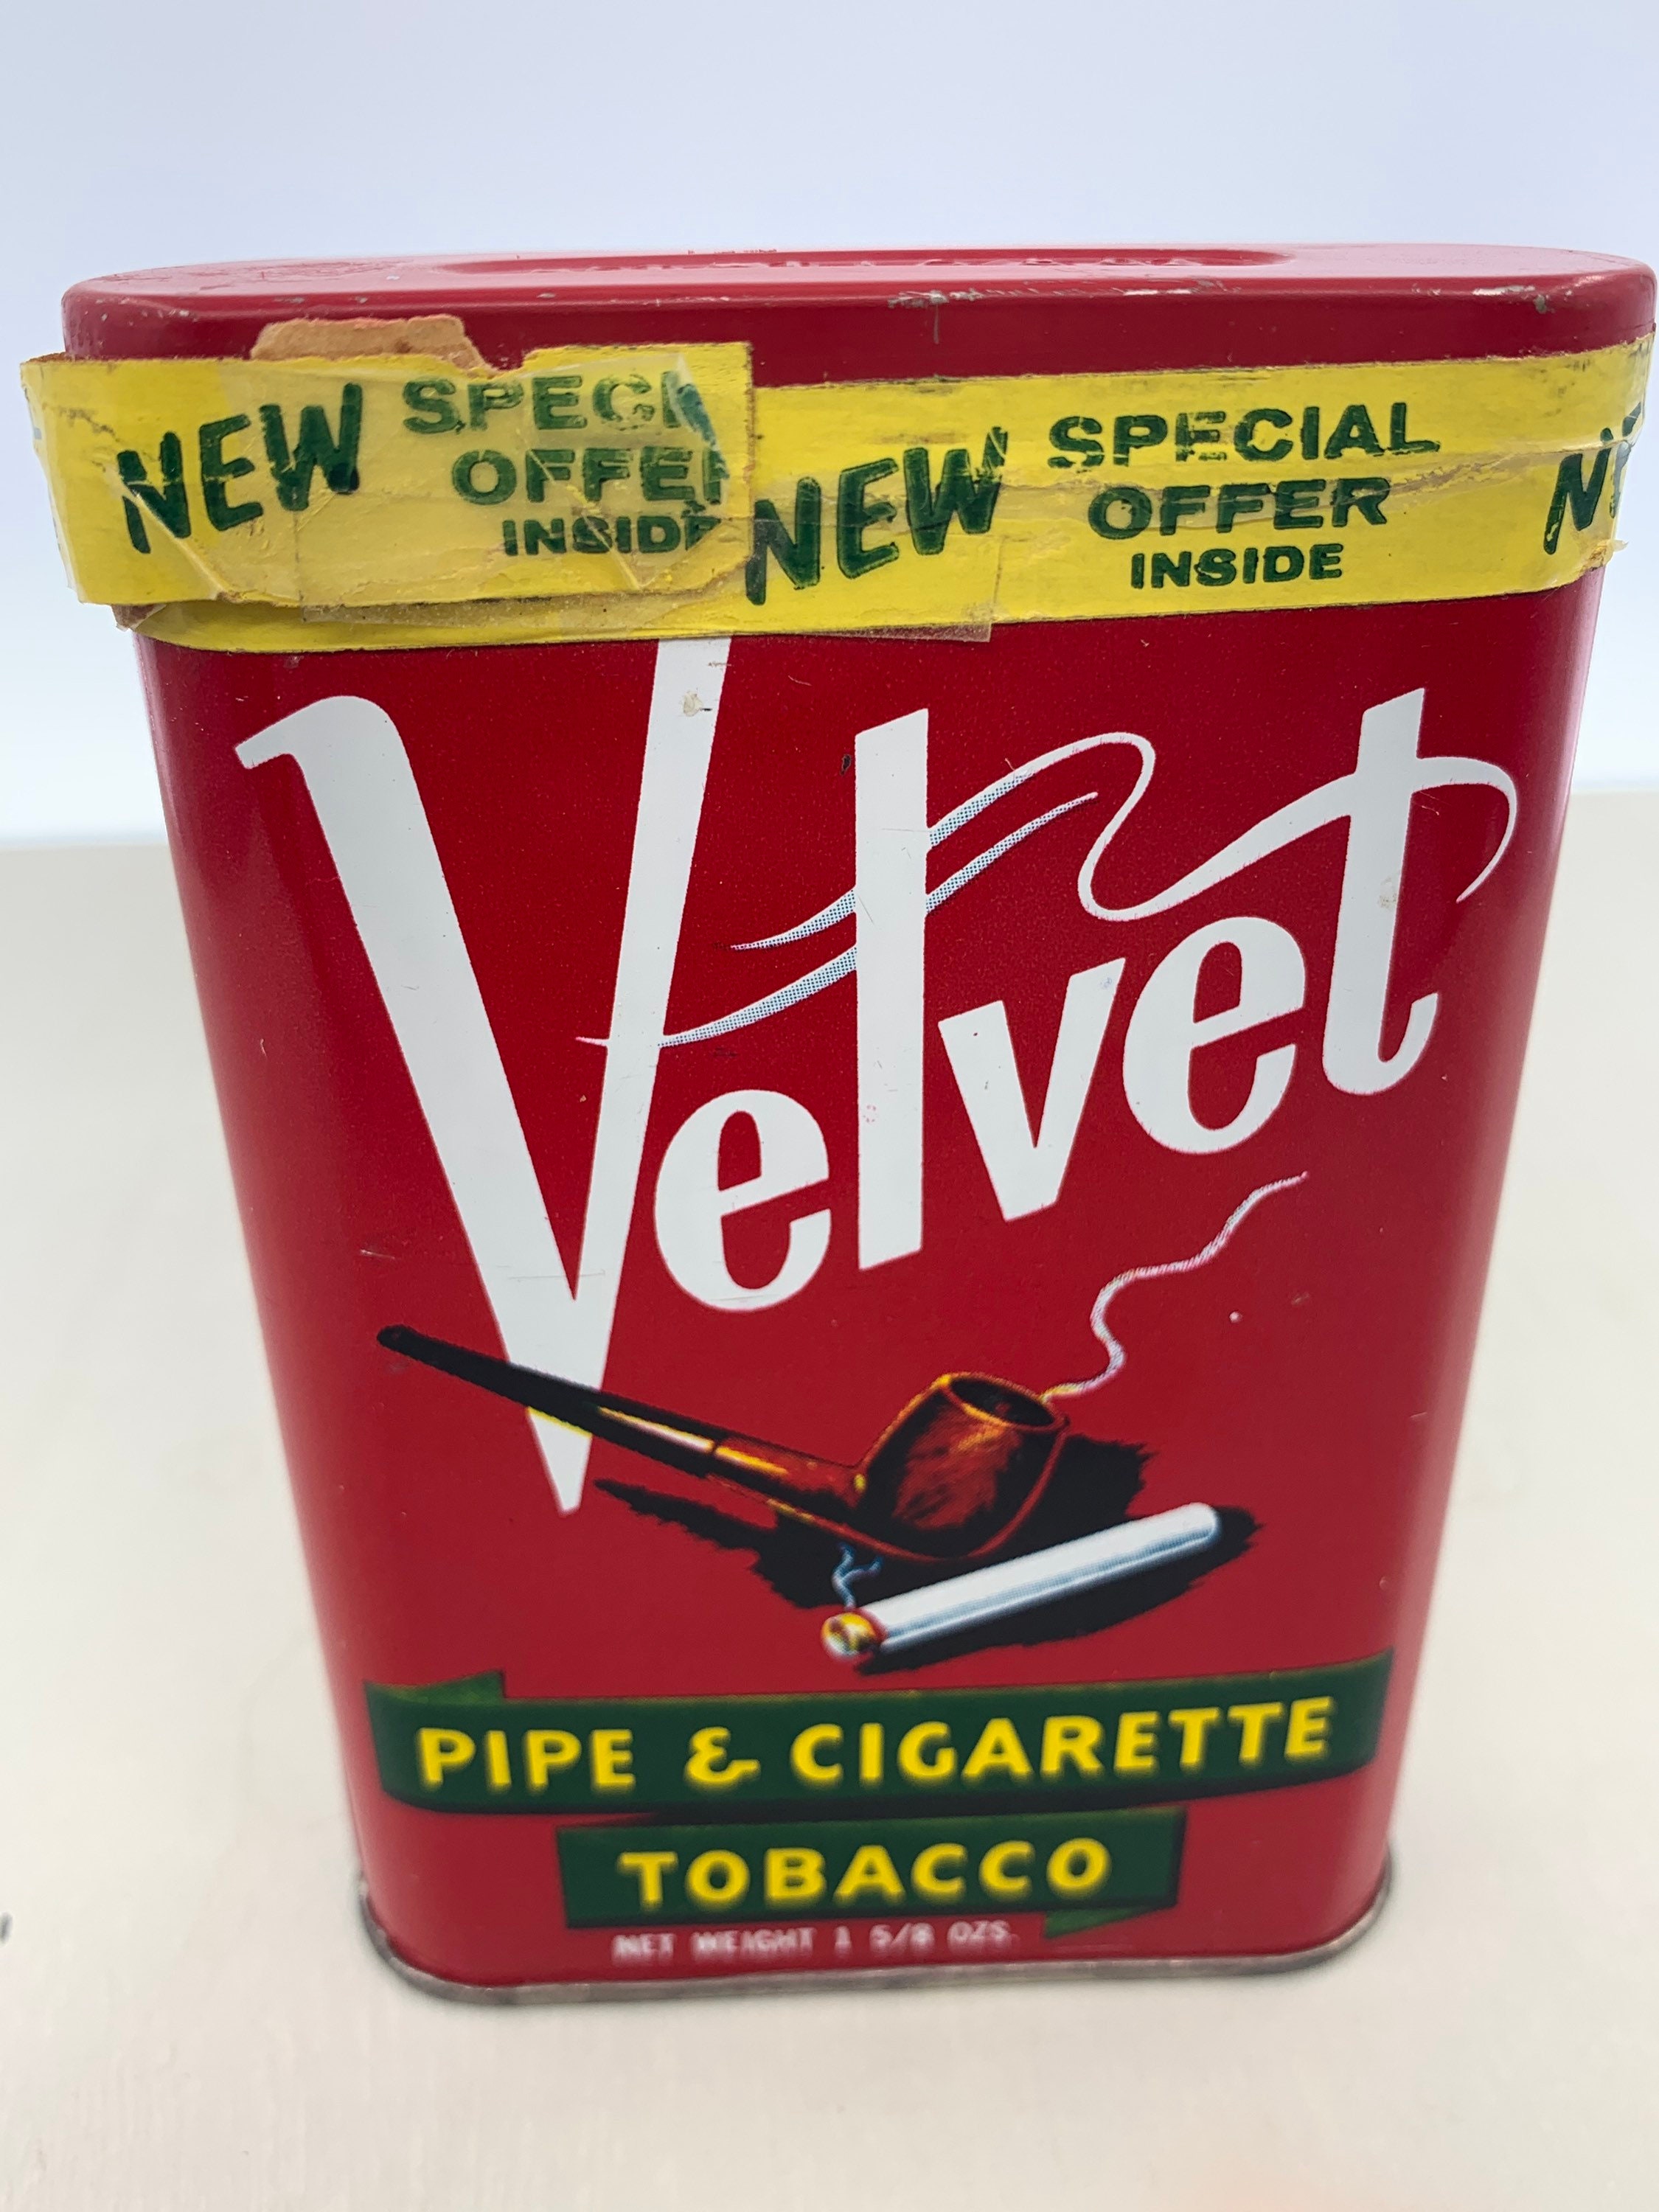 NEW SPECI
OFFER
INSIDE
NEW SPECIAL
OFFER
INSIDE
Velvet
PIPE & CIGARETTE
TOBACCO
NET WEIGHT 1 5/8 OZS.